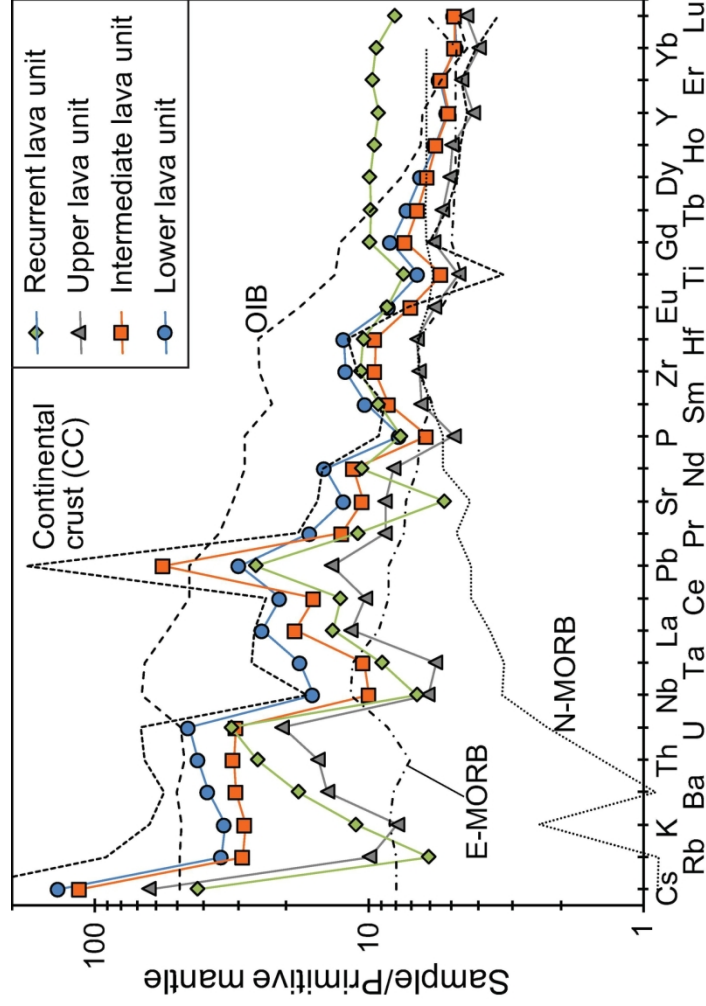 Recurrent lava unit
Upper lava unit
Intermediate lava unit
Lower lava unit
Continental
crust (CC)
OIB
E-MORB
N-MORB
Sample/Primitive mantle
100
10
1
Cs Rb K Ba Th U Nb Ta La Ce Pb Pr Sr Nd P Sm Zr Hf Eu Ti Gd Tb Dy Ho Y Er Yb Lu